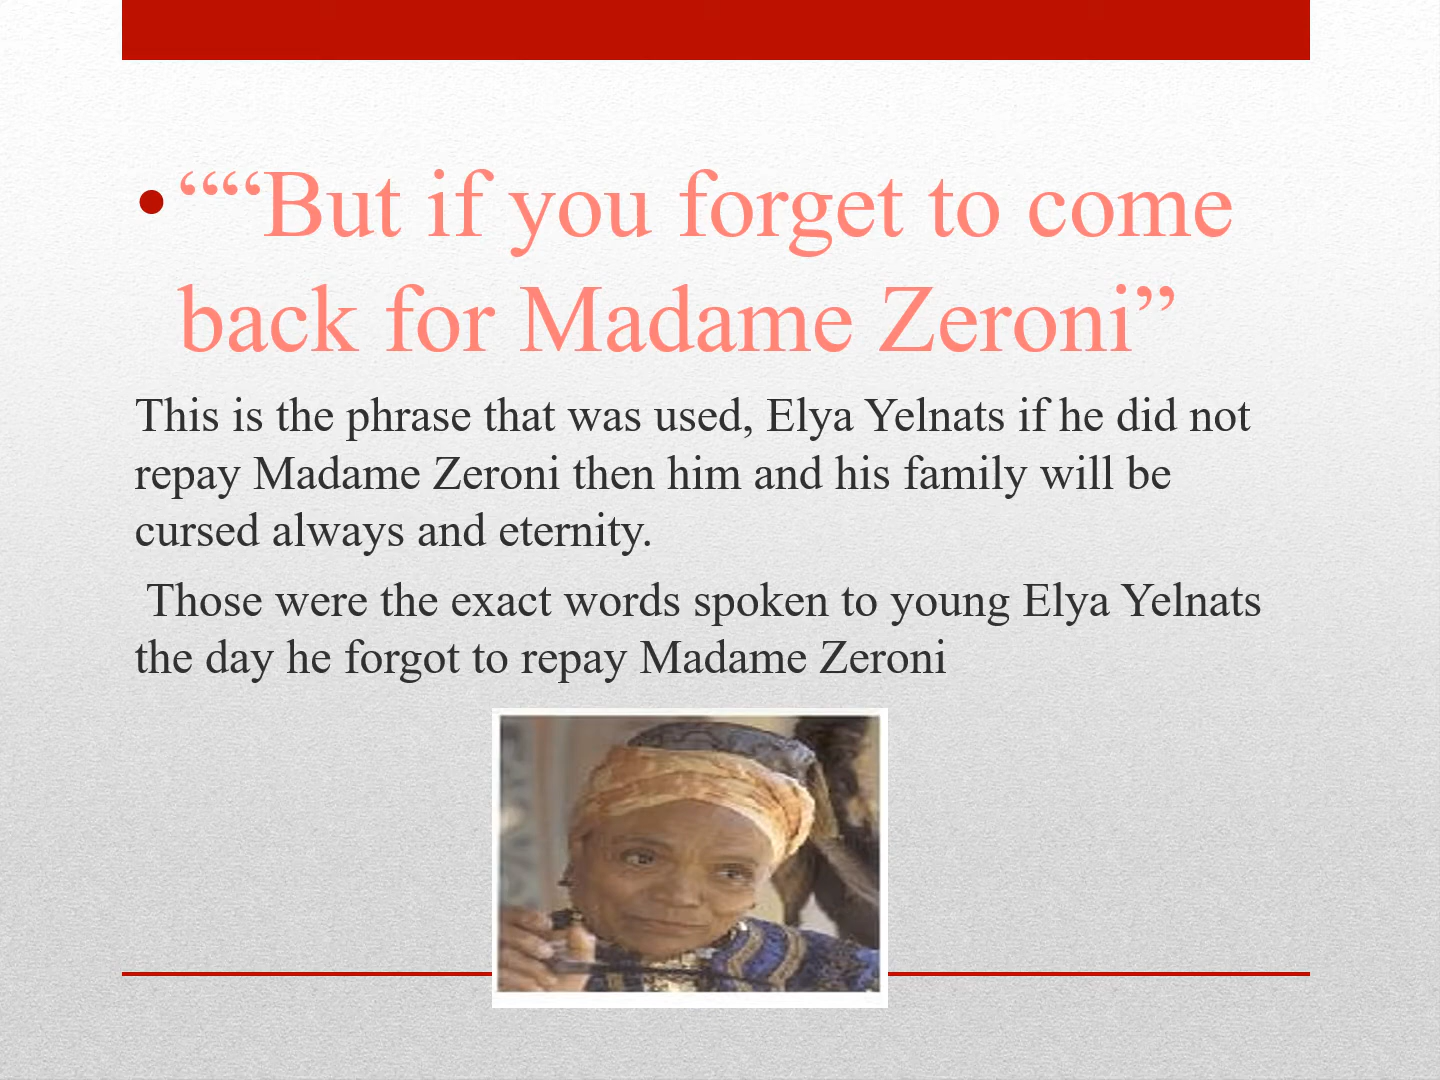 • ““But if you forget to come
back for Madame Zeroni”
This is the phrase that was used, Elya Yelnats if he did not
repay Madame Zeroni then him and his family will be
cursed always and eternity.
Those were the exact words spoken to young Elya Yelnats
the day he forgot to repay Madame Zeroni